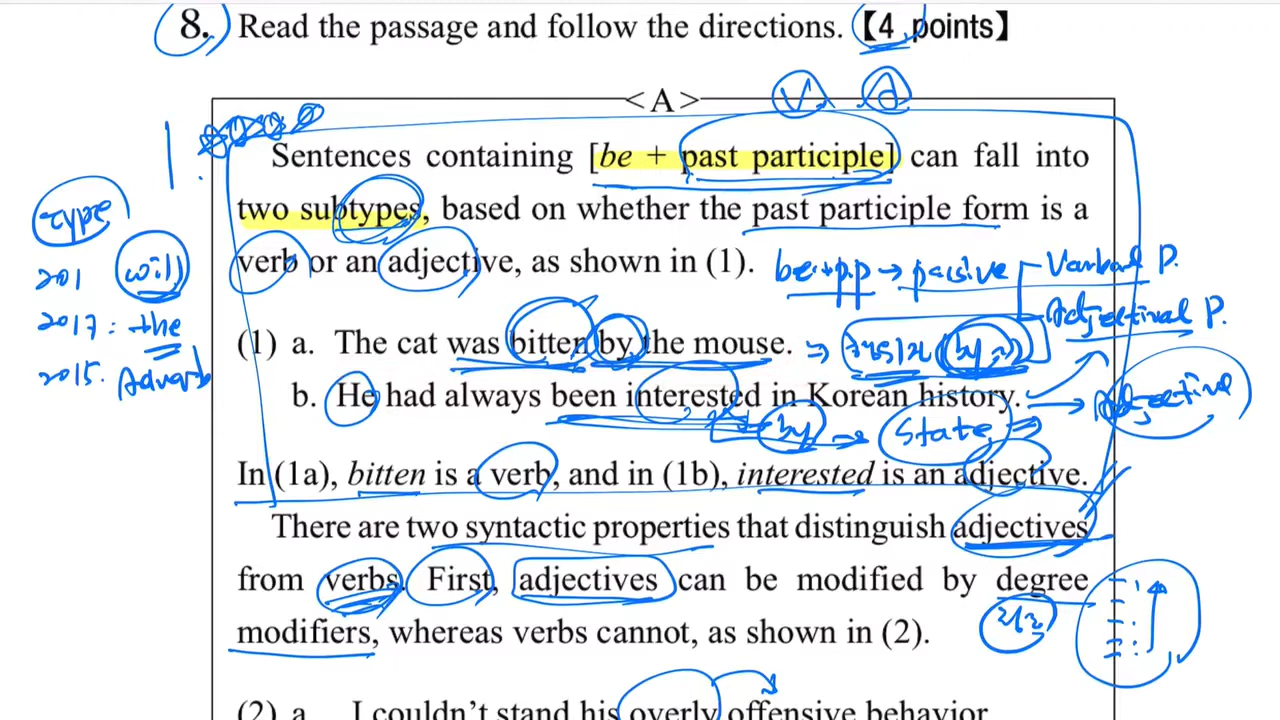 8. Read the passage and follow the directions. 【4 points】
<A>
V a
1.
Sentences containing [be + past participle] can fall into
type
two subtypes, based on whether the past participle form is a
201 will
verb or an adjective, as shown in (1).
be+p.p → passive Verbal P.
Adjectival P.
2017: the
(1) a. The cat was bitten by the mouse.
2015. Adverb
b. He had always been interested in Korean history. → Adjective
by → State
In (1a), bitten is a verb, and in (1b), interested is an adjective.
There are two syntactic properties that distinguish adjectives
from verbs. First, adjectives can be modified by degree
modifiers, whereas verbs cannot, as shown in (2).
(2) a. I couldn't stand his overly offensive behavior